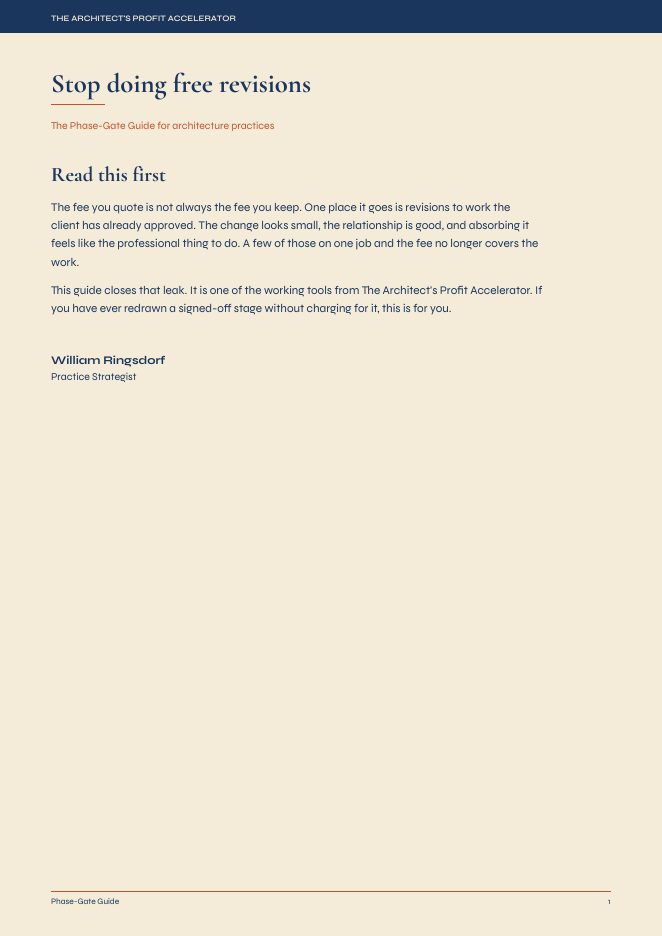 THE ARCHITECT'S PROFIT ACCELERATOR
Stop doing free revisions
The Phase-Gate Guide for architecture practices
Read this first
The fee you quote is not always the fee you keep. One place it goes is revisions to work the
client has already approved. The change looks small, the relationship is good, and absorbing it
feels like the professional thing to do. A few of those on one job and the fee no longer covers the
work.
This guide closes that leak. It is one of the working tools from The Architect's Profit Accelerator. If
you have ever redrawn a signed-off stage without charging for it, this is for you.
William Ringsdorf
Practice Strategist
Phase-Gate Guide
1